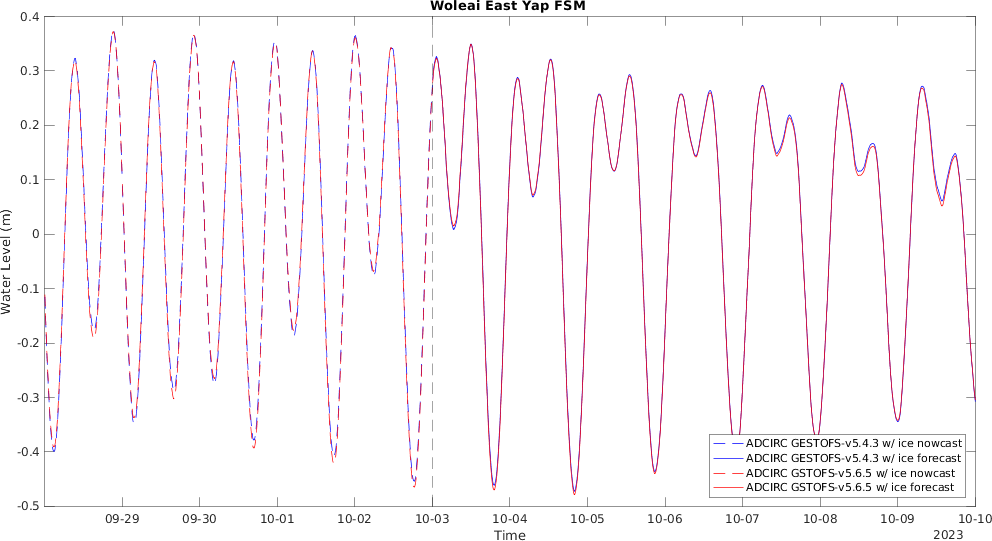 Woleai East Yap FSM
0.4
0.3
0.2
0.1
0
-0.1
-0.2
-0.3
-0.4
-0.5
Water Level (m)
ADCIRC GESTOFS-v5.4.3 w/ ice nowcast
ADCIRC GESTOFS-v5.4.3 w/ ice forecast
ADCIRC GSTOFS-v5.6.5 w/ ice nowcast
ADCIRC GSTOFS-v5.6.5 w/ ice forecast
09-29 09-30 10-01 10-02 10-03 10-04 10-05 10-06 10-07 10-08 10-09 10-10
Time
2023